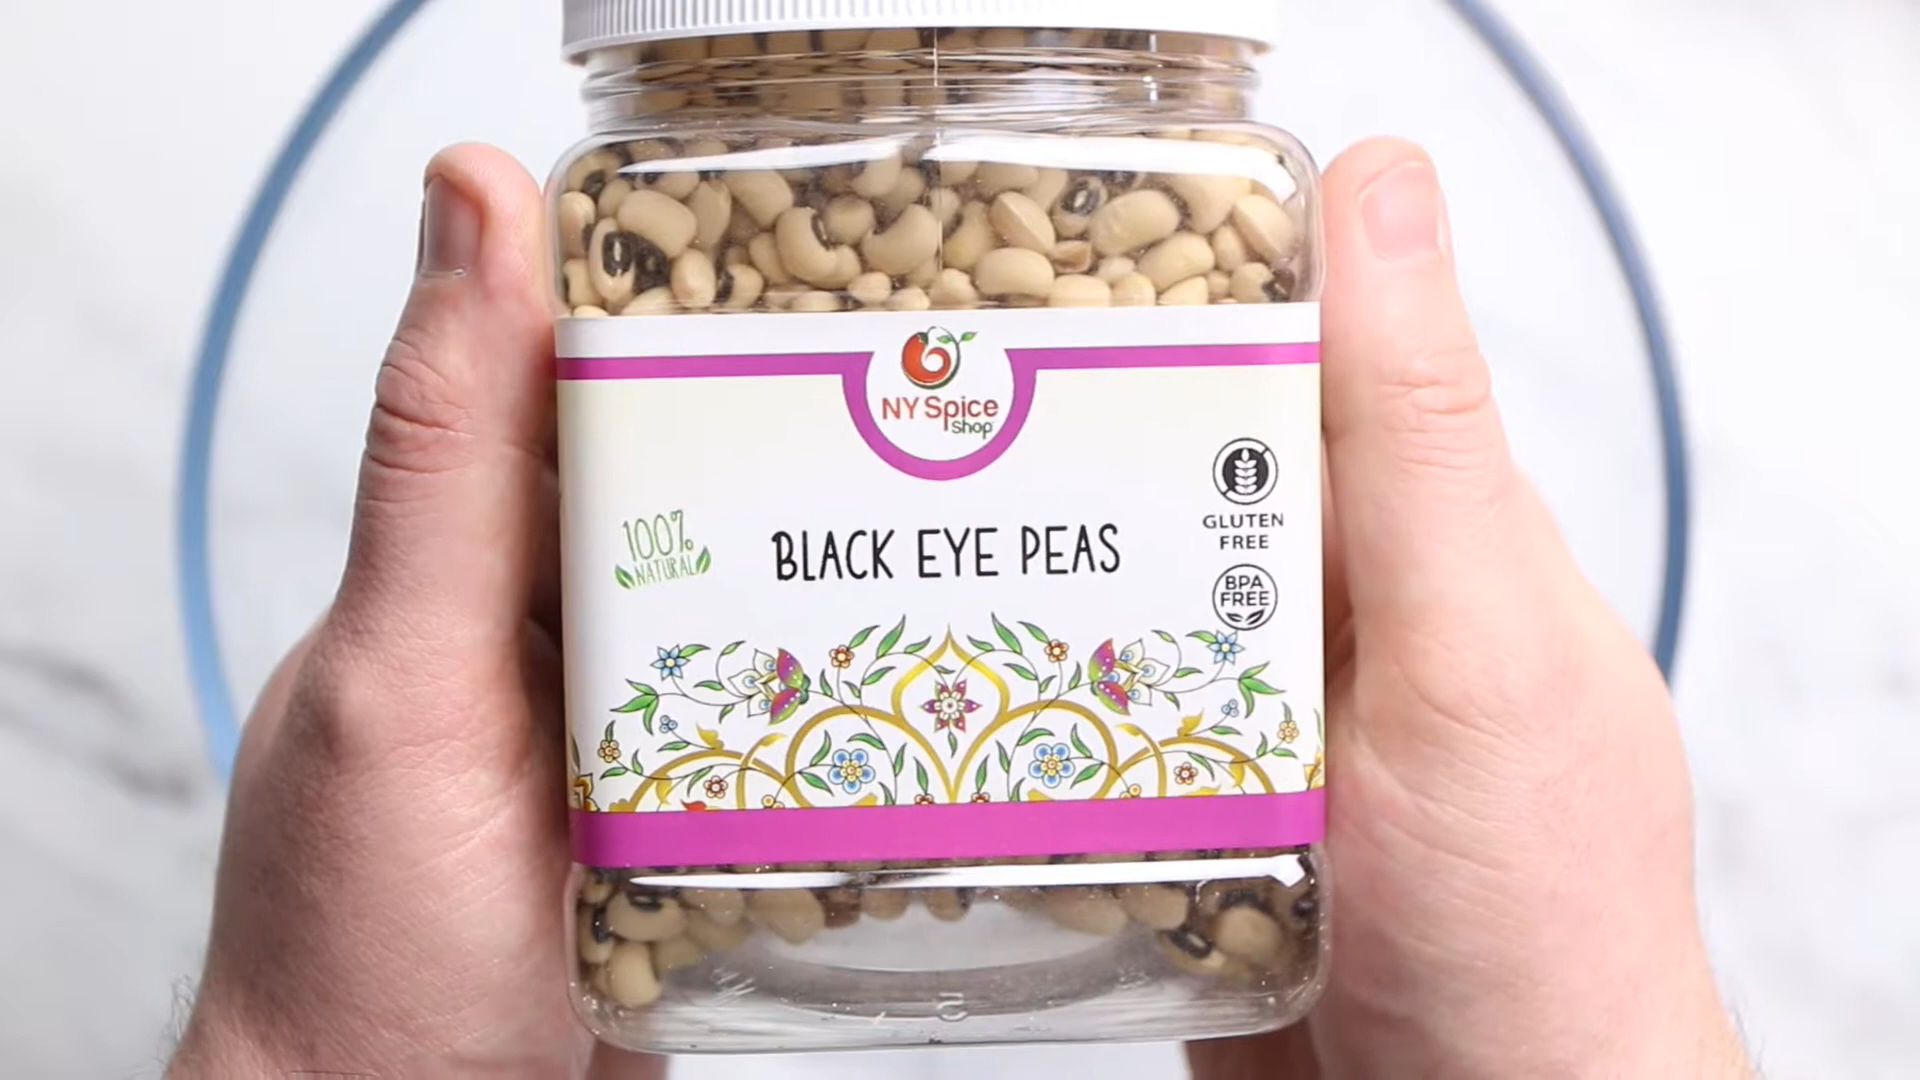 NY Spice
Shop
100%
NATURAL
BLACK EYE PEAS
GLUTEN
FREE
BPA
FREE